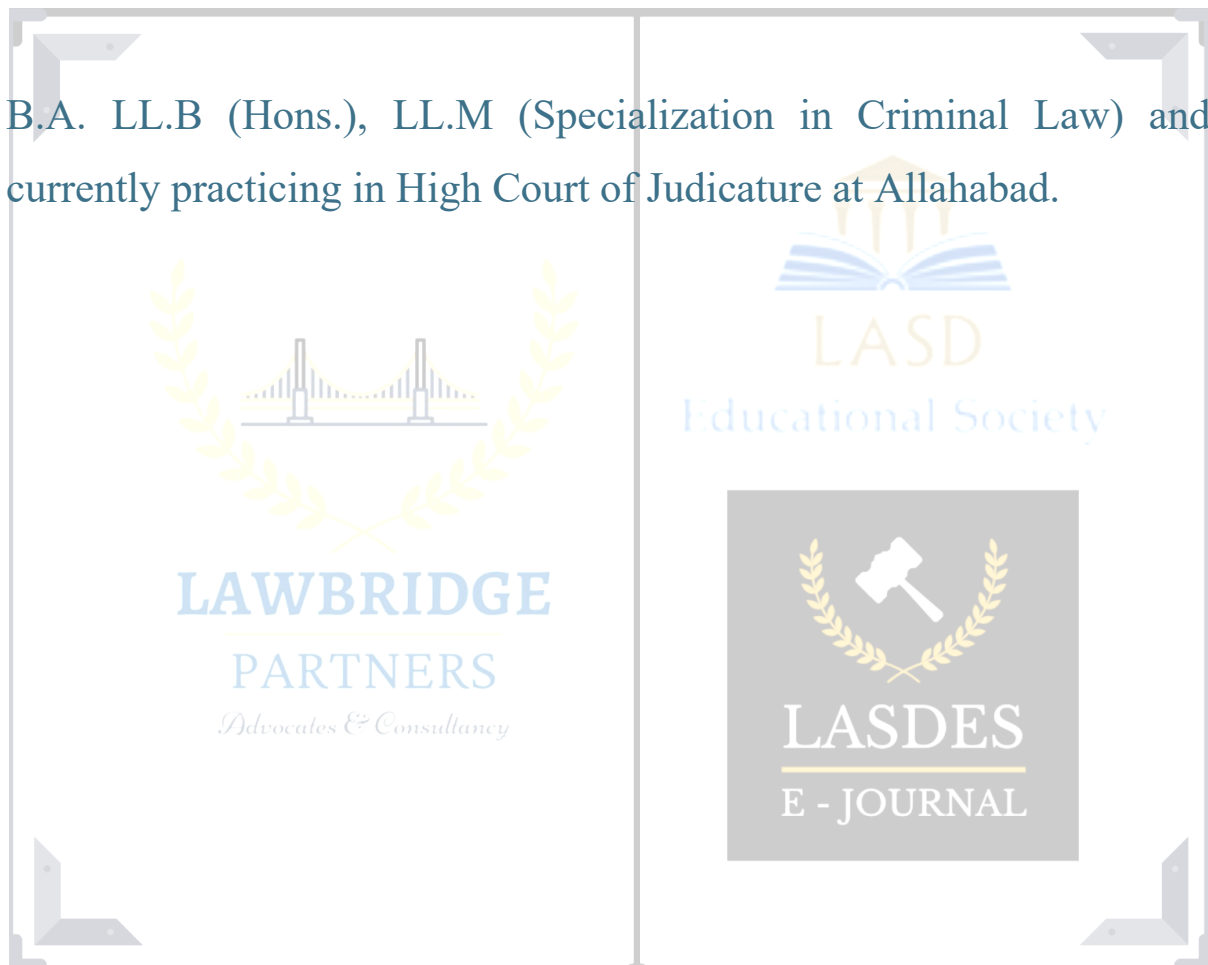 B.A. LL.B (Hons.), LL.M (Specialization in Criminal Law) and
currently practicing in High Court of Judicature at Allahabad.
LASD
Educational Society
LAWBRIDGE
PARTNERS
Advocates & Consultancy
LASDES
E - JOURNAL